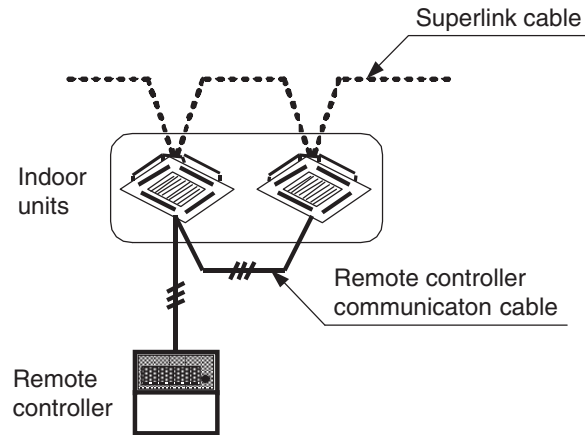 Superlink cable
Indoor
units
Remote controller
communicaton cable
Remote
controller